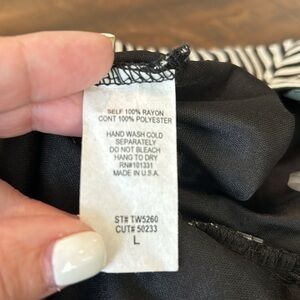 SELF 100% RAYON
CONT 100% POLYESTER
HAND WASH COLD
SEPARATELY
DO NOT BLEACH
HANG TO DRY
RN#101331
MADE IN U.S.A.
ST# TW5260
CUT# 50233
L